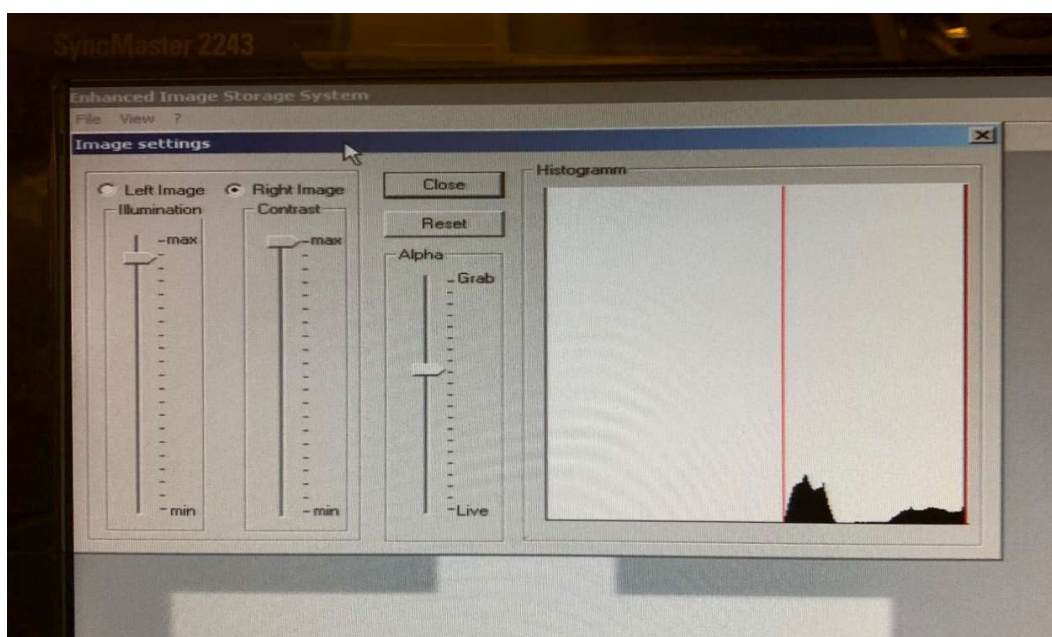 SyncMaster 2243
Enhanced Image Storage System
File View ?
Image settings
Left Image Right Image
Illumination
max
min
Contrast
max
min
Close
Reset
Alpha
Grab
Live
Histogramm